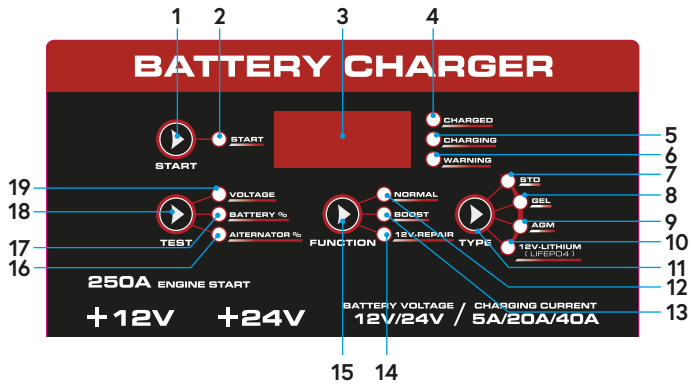 1 2 3 4
BATTERY CHARGER
CHARGED
START
CHARGING 5
WARNING 6
START
STD 7
19 VOLTAGE NORMAL GEL 8
18 BATTERY % BOOST AGM 9
17 TEST AITERNATOR % FUNCTION 12V-REPAIR TYPE 12V-LITHIUM 10
(LIFEPO4)
16 11
250A ENGINE START 12
BATTERY VOLTAGE / CHARGING CURRENT 13
+12V +24V 12V/24V 5A/20A/40A
15 14